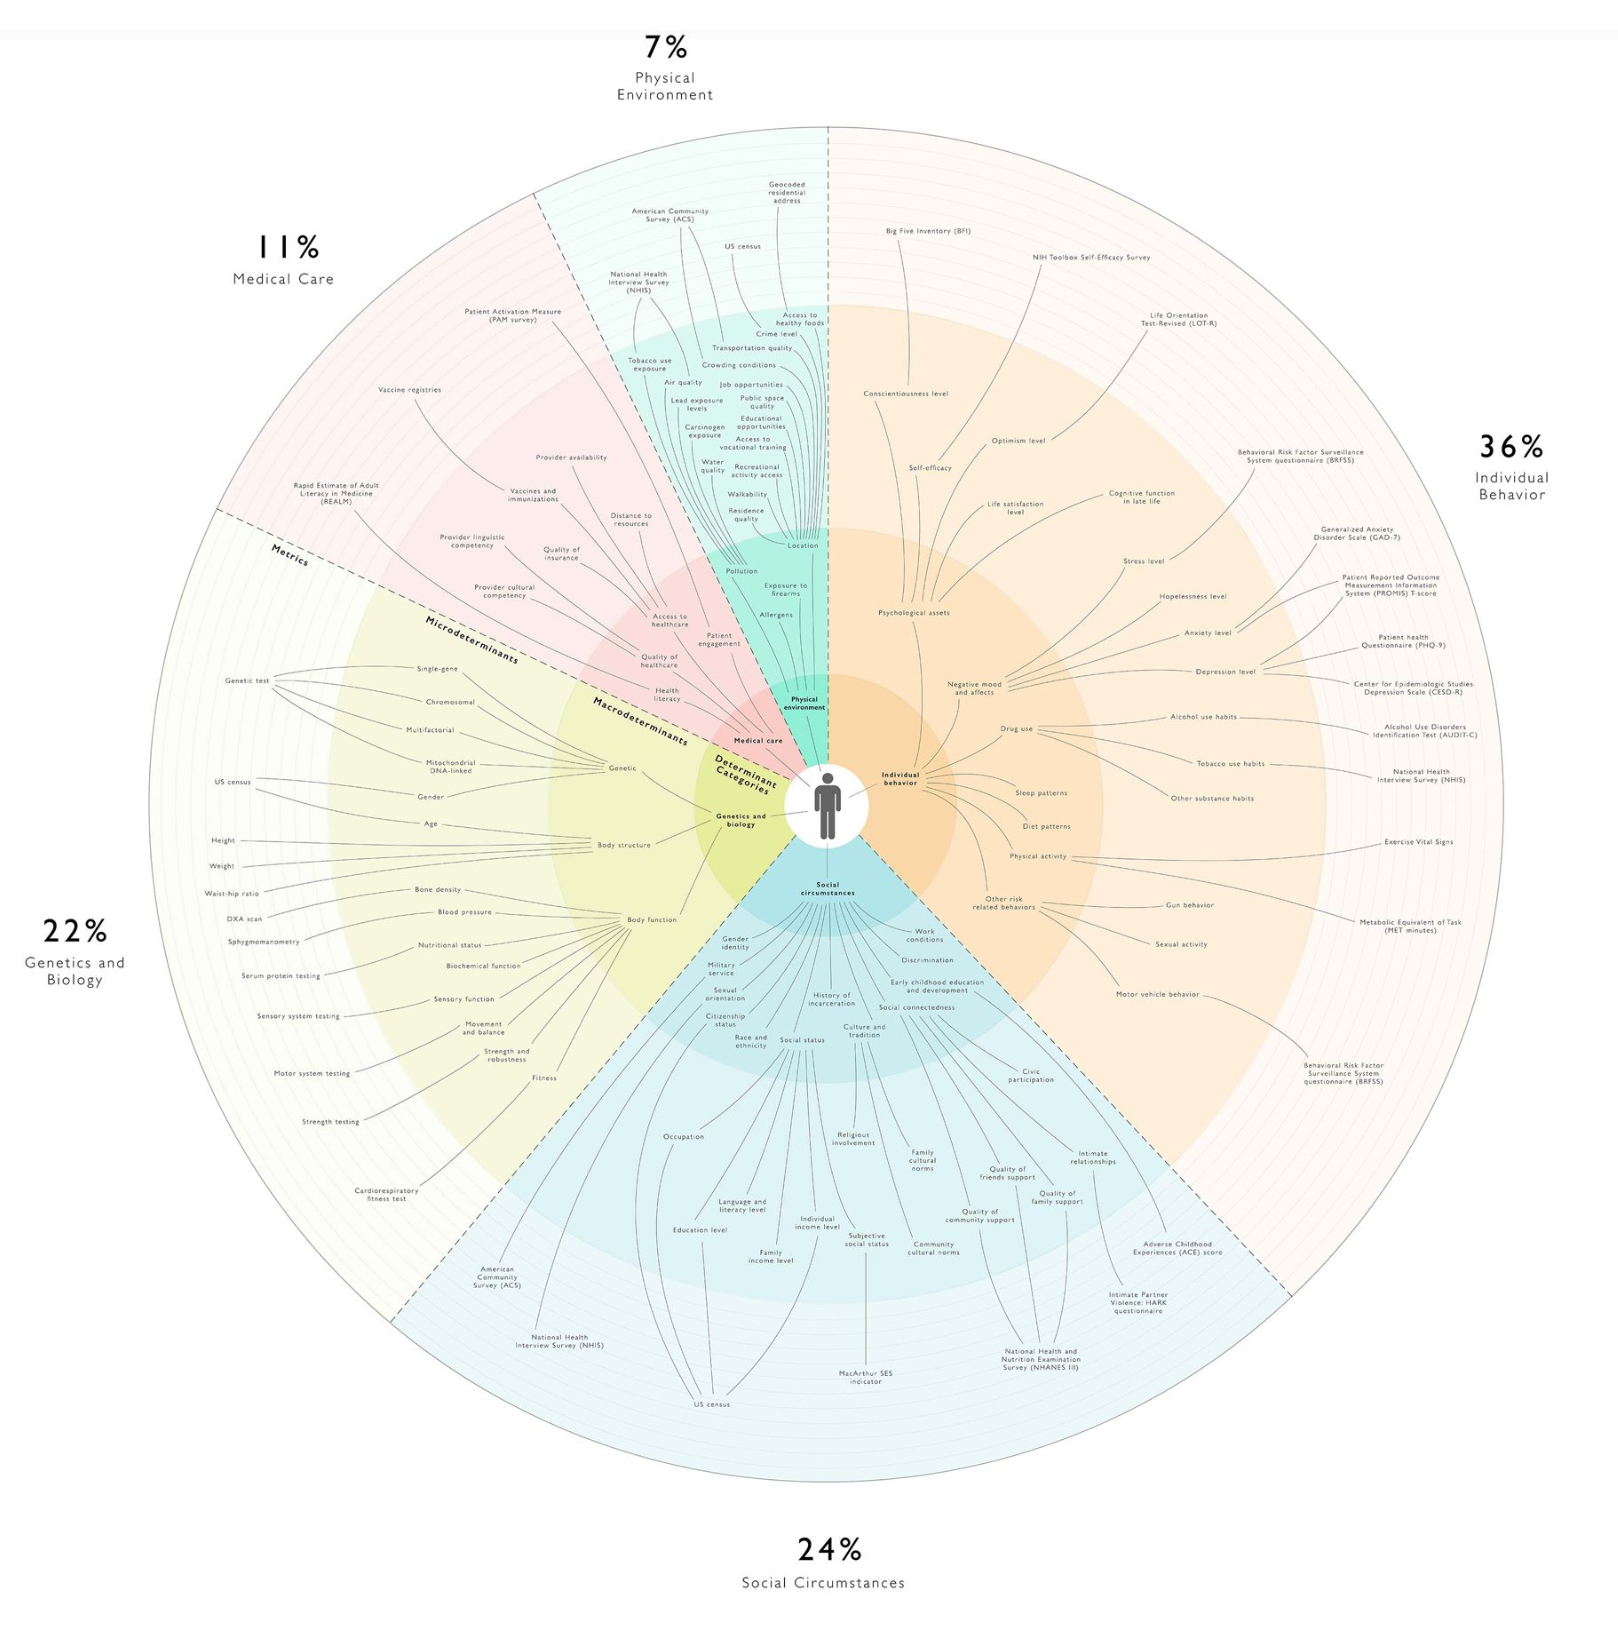 7%
Physical
Environment
11%
Medical Care
36%
Individual
Behavior
22%
Genetics and
Biology
24%
Social Circumstances
Metrics
Microdeterminants
Macrodeterminants
Determinant
Categories
Physical
environment
Geocoded
residential
address
American Community
Survey (ACS)
US census
National Health
Interview Survey
(NHIS)
Access to
healthy foods
Crime level
Transportation quality
Tobacco use
exposure
Crowding conditions
Air quality
Job opportunities
Lead exposure
levels
Public space
quality
Educational
opportunities
Carcinogen
exposure
Access to
vocational training
Water
quality
Recreational
activity access
Walkability
Residence
quality
Location
Pollution
Exposure to
firearms
Allergens
Individual
behavior
Big Five Inventory (BFI)
NIH Toolbox Self-Efficacy Survey
Life Orientation
Test-Revised (LOT-R)
Conscientiousness level
Optimism level
Self-efficacy
Behavioral Risk Factor Surveillance
System questionnaire (BRFSS)
Cognitive function
in late life
Life satisfaction
level
Generalized Anxiety
Disorder Scale (GAD-7)
Stress level
Patient Reported Outcome
Measurement Information
System (PROMIS) T-score
Hopelessness level
Psychological assets
Anxiety level
Patient health
Questionnaire (PHQ-9)
Depression level
Negative mood
and affects
Center for Epidemiologic Studies
Depression Scale (CESD-R)
Alcohol use habits
Drug use
Alcohol Use Disorders
Identification Test (AUDIT-C)
Tobacco use habits
National Health
Interview Survey (NHIS)
Sleep patterns
Other substance habits
Diet patterns
Exercise Vital Signs
Physical activity
Other risk
related behaviors
Gun behavior
Metabolic Equivalent of Task
(MET minutes)
Sexual activity
Motor vehicle behavior
Behavioral Risk Factor
Surveillance System
questionnaire (BRFSS)
Social
circumstances
Work
conditions
Gender
identity
Discrimination
Military
service
Early childhood education
and development
Sexual
orientation
History of
incarceration
Social connectedness
Citizenship
status
Culture and
tradition
Race and
ethnicity
Social status
Civic
participation
Occupation
Religious
involvement
Family
cultural
norms
Intimate
relationships
Quality of
friends support
Quality of
family support
Language and
literacy level
Individual
income level
Quality of
community support
Education level
Subjective
social status
Family
income level
Community
cultural norms
Adverse Childhood
Experiences (ACE) score
American
Community
Survey (ACS)
Intimate Partner
Violence: HARK
questionnaire
National Health
Interview Survey (NHIS)
National Health and
Nutrition Examination
Survey (NHANES III)
MacArthur SES
indicator
US census
Genetics and
biology
Single-gene
Genetic test
Chromosomal
Multifactorial
Mitochondrial
DNA-linked
Genetic
US census
Gender
Age
Height
Body structure
Weight
Waist-hip ratio
Bone density
DXA scan
Blood pressure
Body function
Sphygmomanometry
Nutritional status
Biochemical function
Serum protein testing
Sensory function
Sensory system testing
Movement
and balance
Strength and
robustness
Motor system testing
Fitness
Strength testing
Cardiorespiratory
fitness test
Medical care
Patient Activation Measure
(PAM survey)
Vaccine registries
Provider availability
Rapid Estimate of Adult
Literacy in Medicine
(REALM)
Vaccines and
immunizations
Distance to
resources
Provider linguistic
competency
Quality of
insurance
Provider cultural
competency
Access to
healthcare
Patient
engagement
Quality of
healthcare
Health
literacy